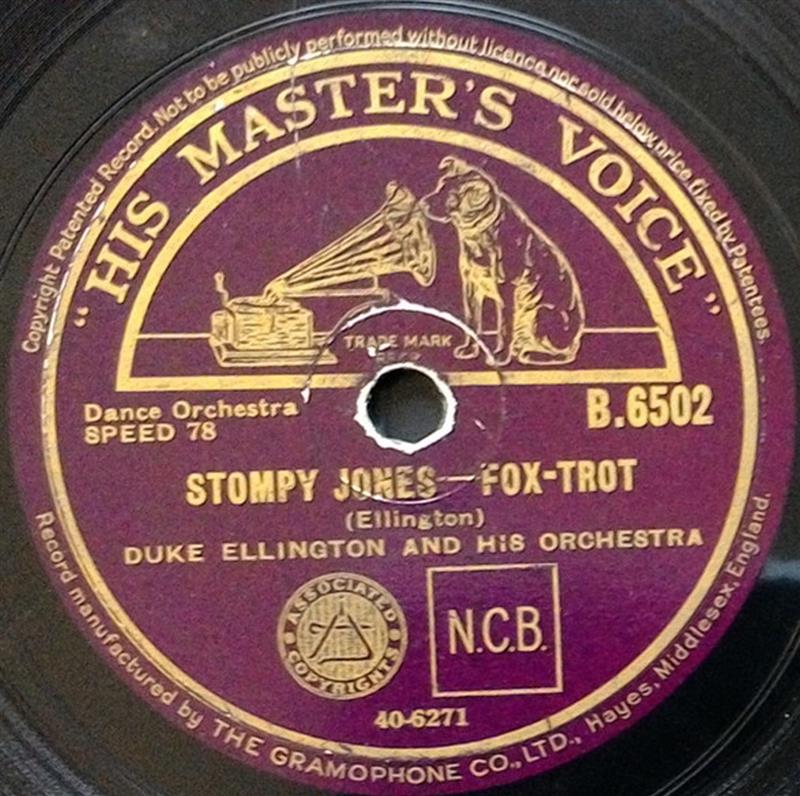 Copyright Patented Record. Not to be publicly performed without licence nor sold below price fixed by Patentees.
"HIS MASTER'S VOICE"
TRADE MARK
Dance Orchestra
SPEED 78
B.6502
STOMPY JONES—FOX-TROT
(Ellington)
DUKE ELLINGTON AND HIS ORCHESTRA
ASSOCIATED COPYRIGHTS
N.C.B.
40-6271
Record manufactured by THE GRAMOPHONE CO., LTD., Hayes, Middlesex, England.